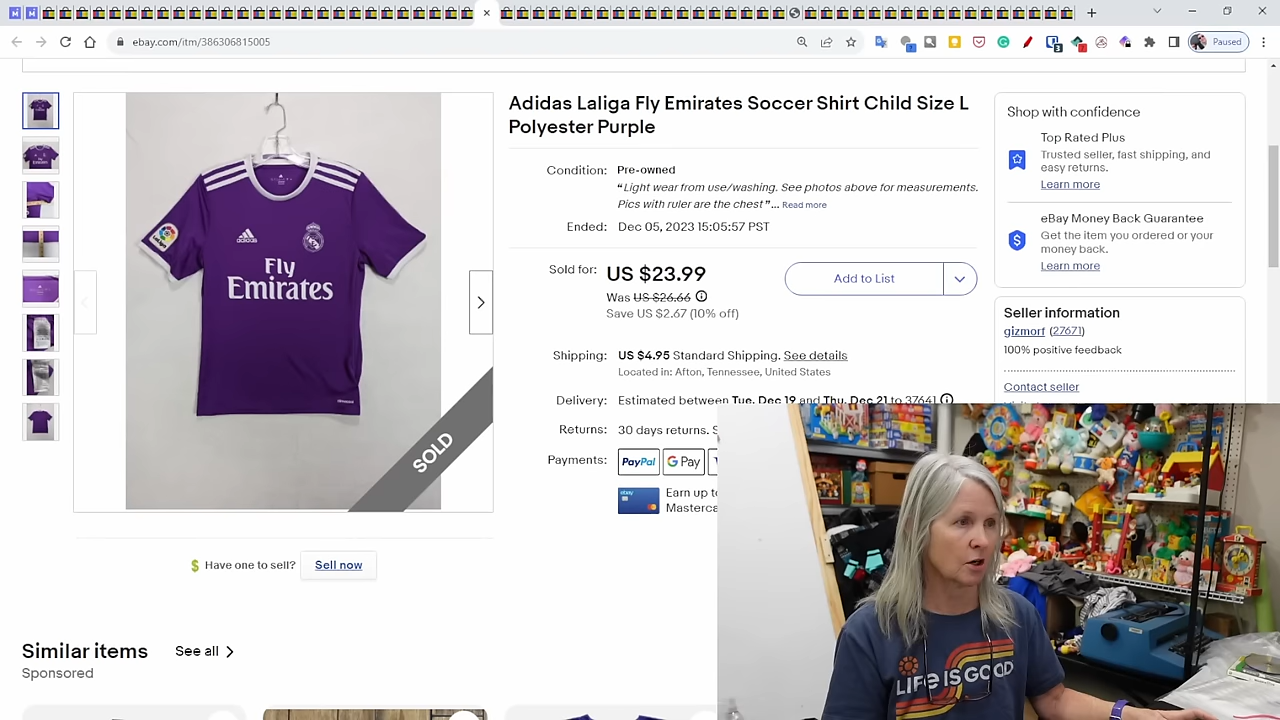 ebay.com/itm/386306815005
Paused
Adidas Laliga Fly Emirates Soccer Shirt Child Size L
Polyester Purple
Condition: Pre-owned
“Light wear from use/washing. See photos above for measurements.
Pics with ruler are the chest”... Read more
Ended: Dec 05, 2023 15:05:57 PST
Sold for: US $23.99
Add to List
Was US $26.66
Save US $2.67 (10% off)
Shipping: US $4.95 Standard Shipping. See details
Located in: Afton, Tennessee, United States
Delivery: Estimated between Tue, Dec 19 and Thu, Dec 21 to 37641
Returns: 30 days returns. S
Payments: PayPal G Pay
ebay
Earn up to
Masterca
Shop with confidence
Top Rated Plus
Trusted seller, fast shipping, and
easy returns.
Learn more
eBay Money Back Guarantee
Get the item you ordered or your
money back.
Learn more
Seller information
gizmorf (27671)
100% positive feedback
Contact seller
LaLiga
adidas
Fly
Emirates
SOLD
$ Have one to sell? Sell now
Similar items See all
Sponsored
LiFe is GOOD